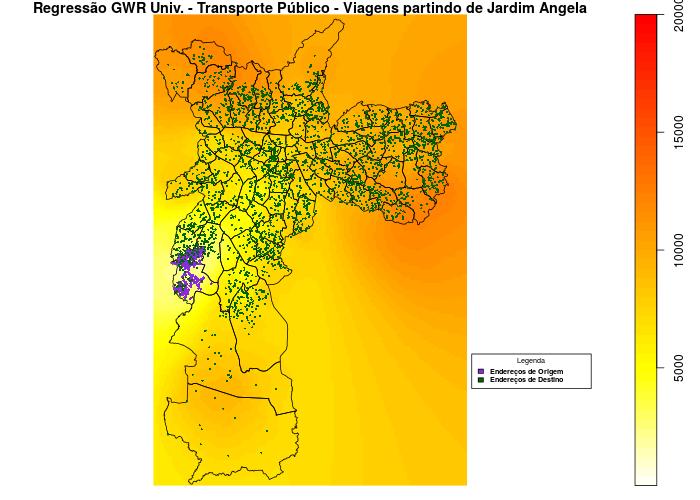 Regressão GWR Univ. - Transporte Público - Viagens partindo de Jardim Angela
20000
15000
10000
5000
Legenda
Endereços de Origem
Endereços de Destino